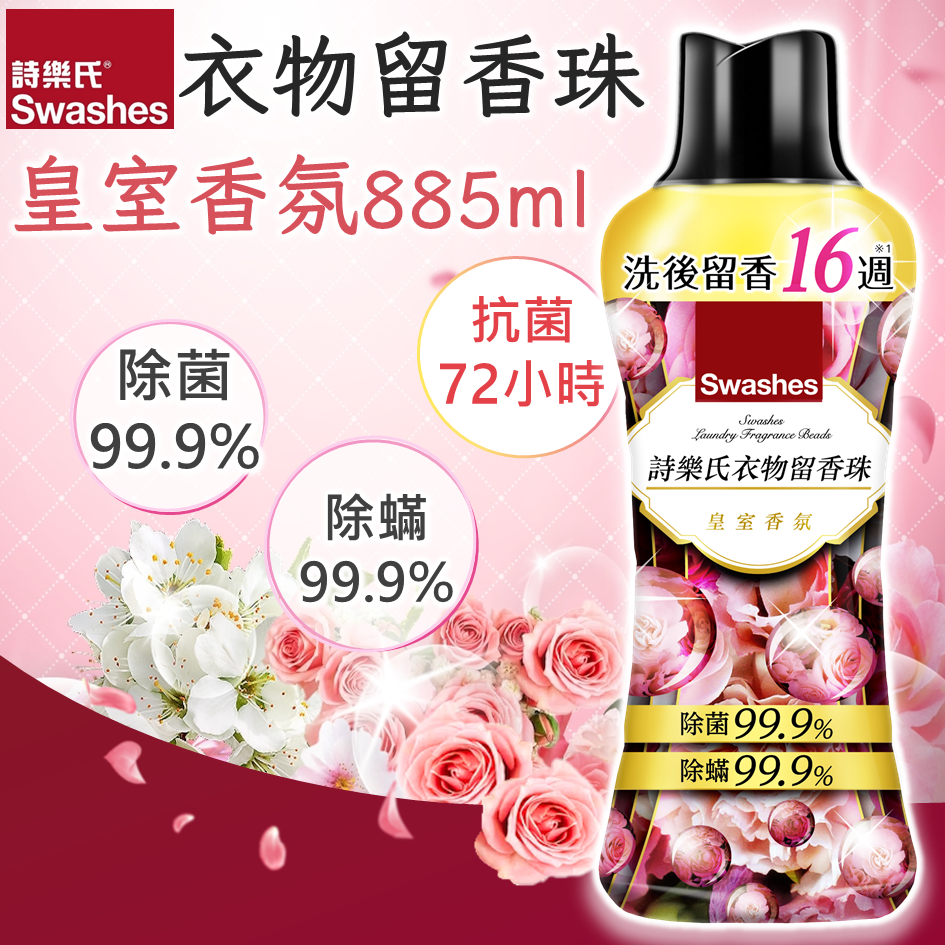 詩樂氏®
Swashes
衣物留香珠
皇室香氛885ml
除菌
99.9%
除蟎
99.9%
抗菌
72小時
洗後留香16週※1
Swashes
Swashes
Laundry Fragrance Beads
詩樂氏衣物留香珠
皇室香氛
除菌99.9%
除蟎99.9%